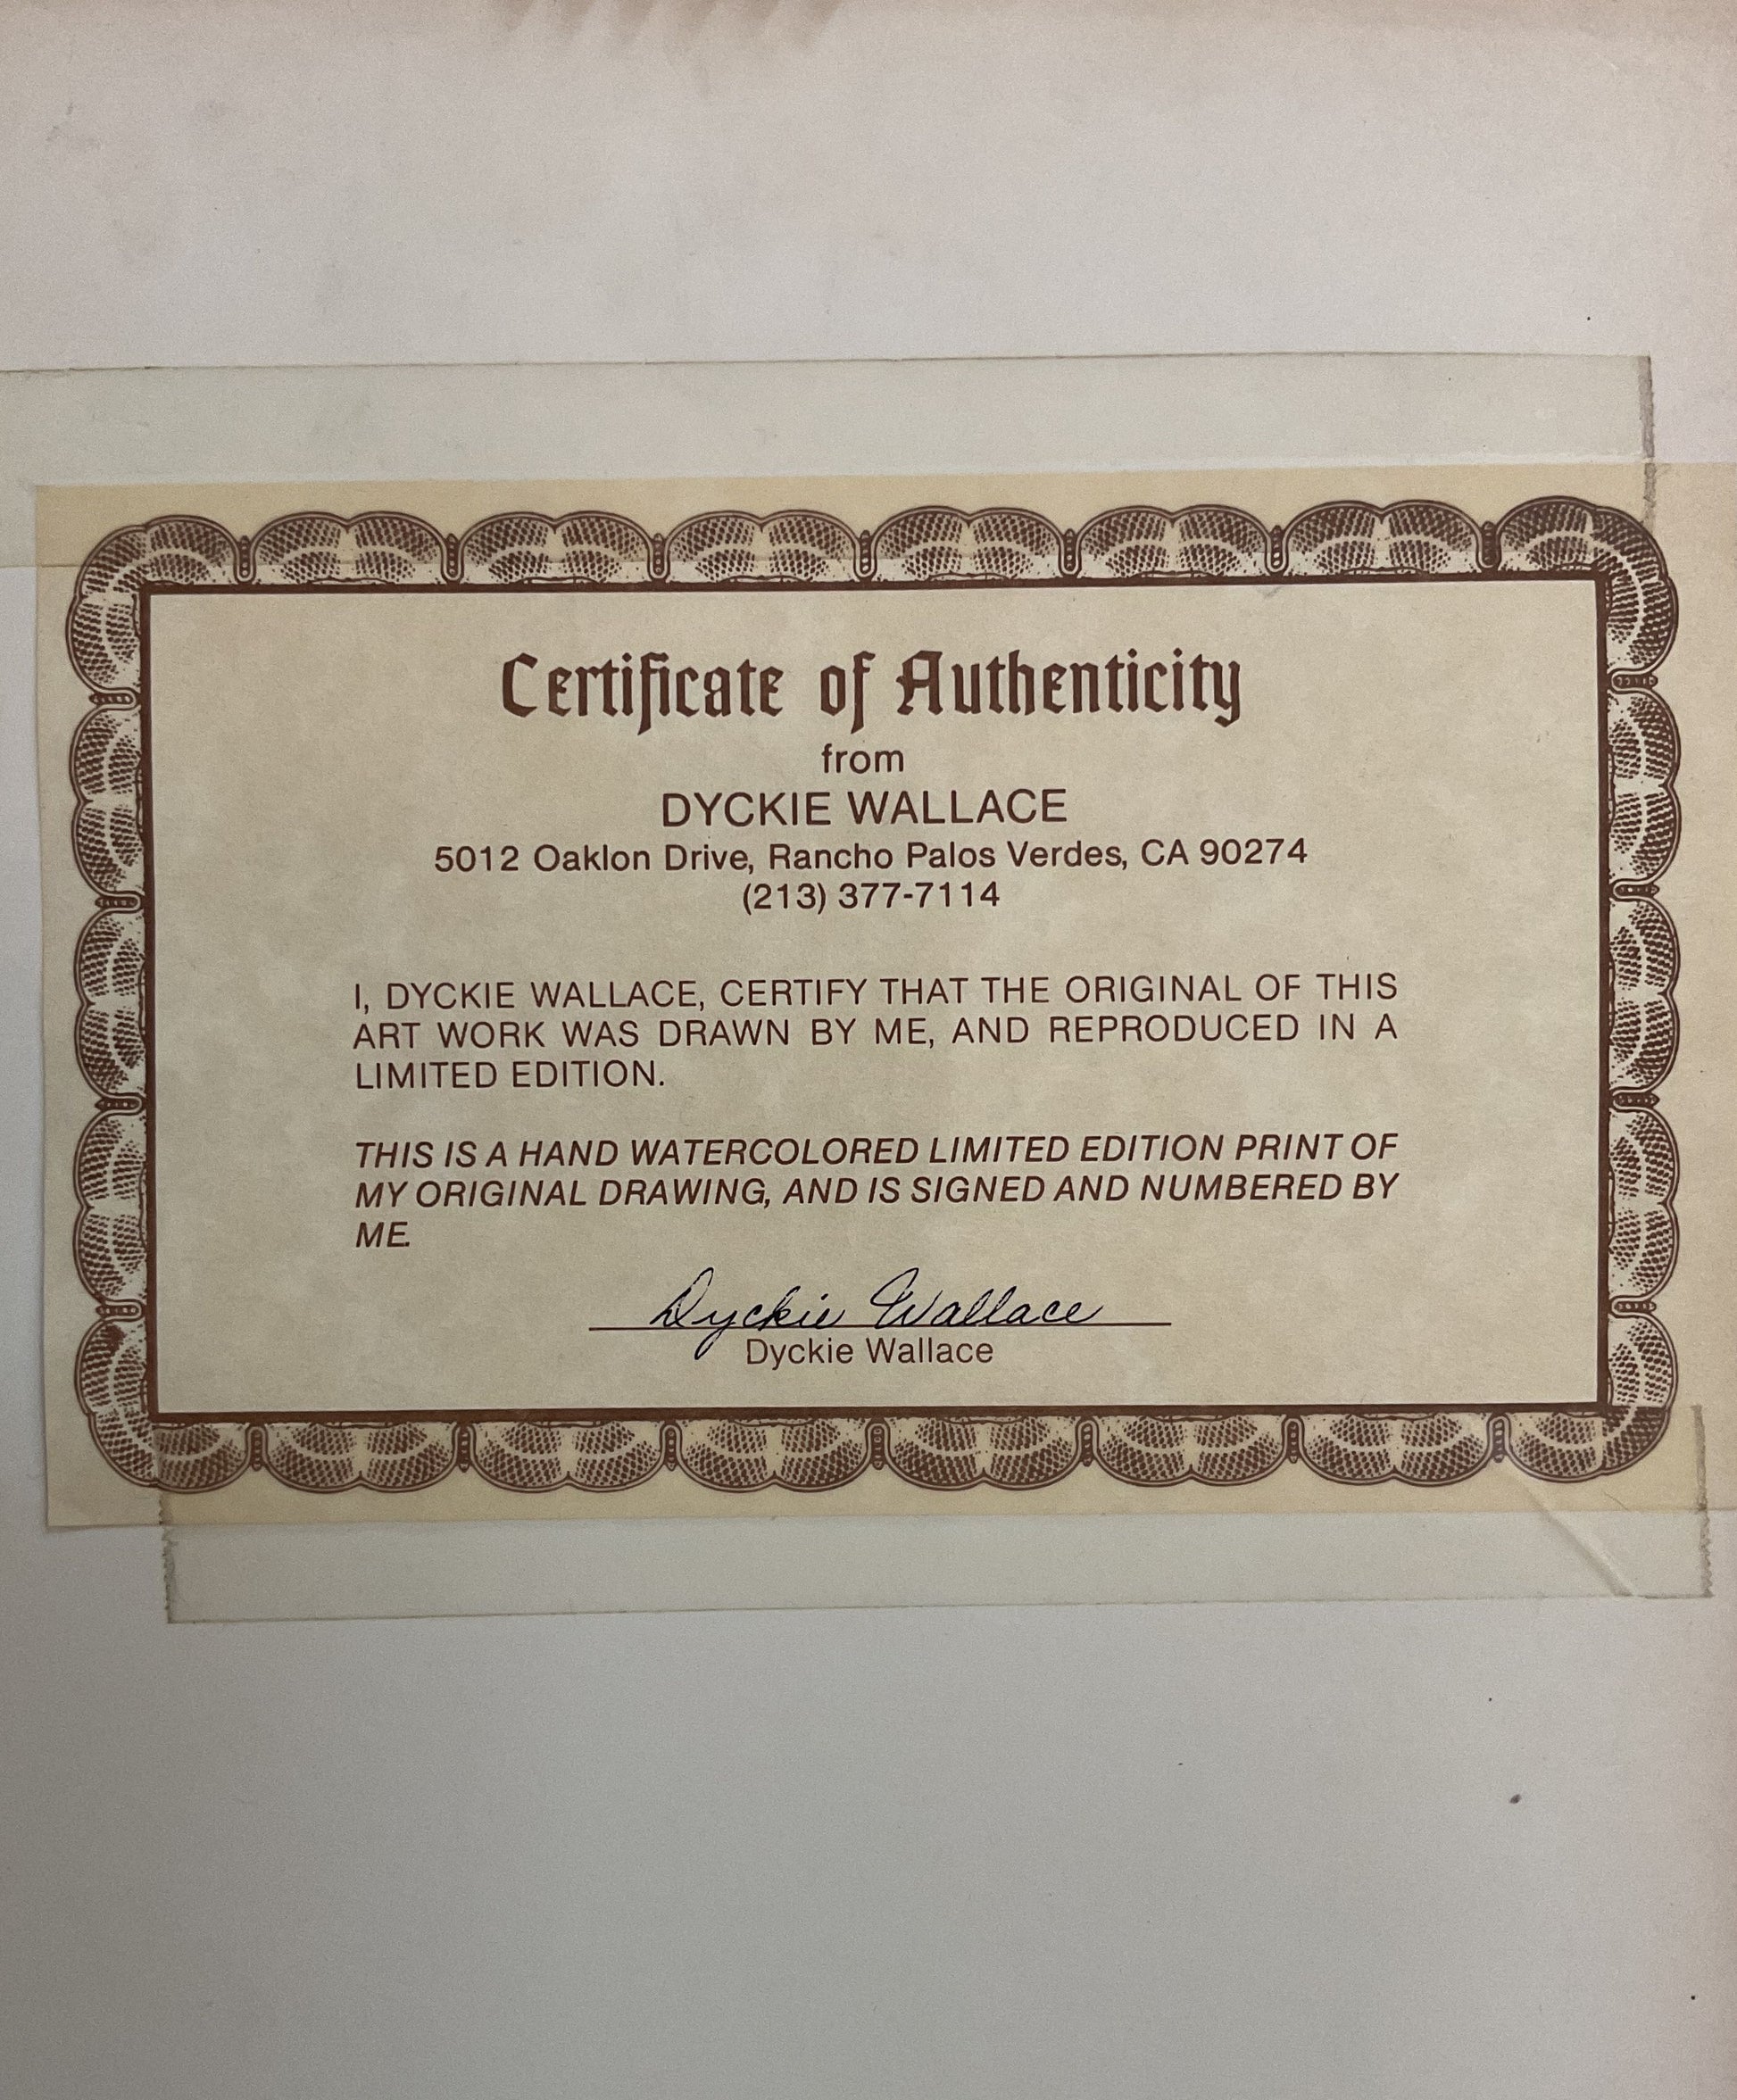 Certificate of Authenticity
from
DYCKIE WALLACE
5012 Oaklon Drive, Rancho Palos Verdes, CA 90274
(213) 377-7114
I, DYCKIE WALLACE, CERTIFY THAT THE ORIGINAL OF THIS
ART WORK WAS DRAWN BY ME, AND REPRODUCED IN A
LIMITED EDITION.
THIS IS A HAND WATERCOLORED LIMITED EDITION PRINT OF
MY ORIGINAL DRAWING, AND IS SIGNED AND NUMBERED BY
ME.
Dyckie Wallace
Dyckie Wallace